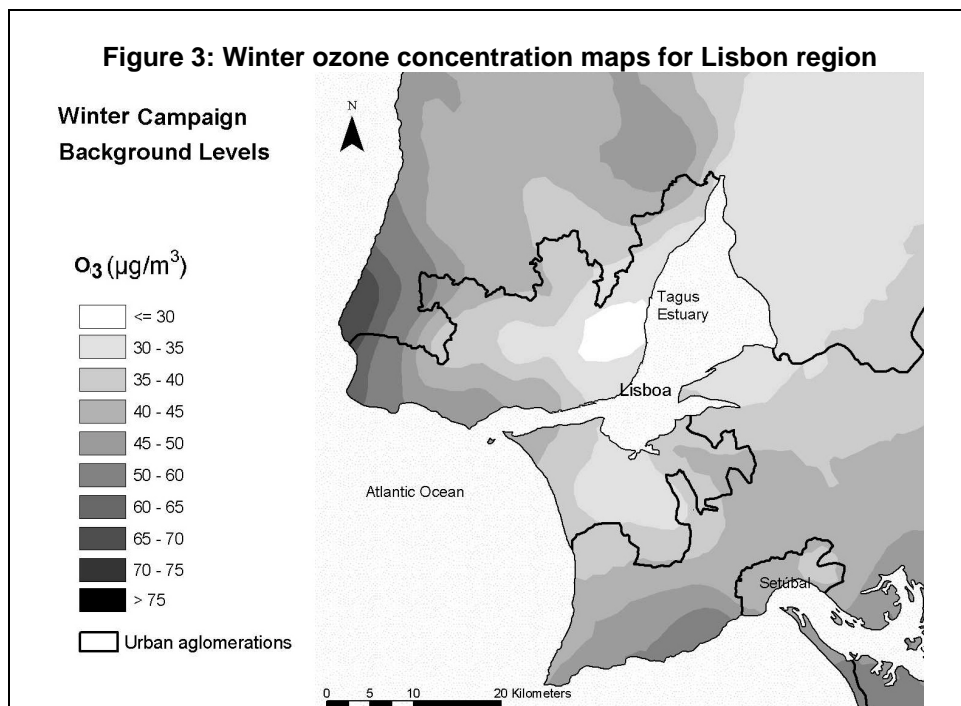 Figure 3: Winter ozone concentration maps for Lisbon region
Winter Campaign
Background Levels
N
O3 (µg/m³)
<= 30
30 - 35
35 - 40
40 - 45
45 - 50
50 - 60
60 - 65
65 - 70
70 - 75
> 75
Urban aglomerations
Tagus
Estuary
Lisboa
Atlantic Ocean
Setúbal
0 5 10 20 Kilometers